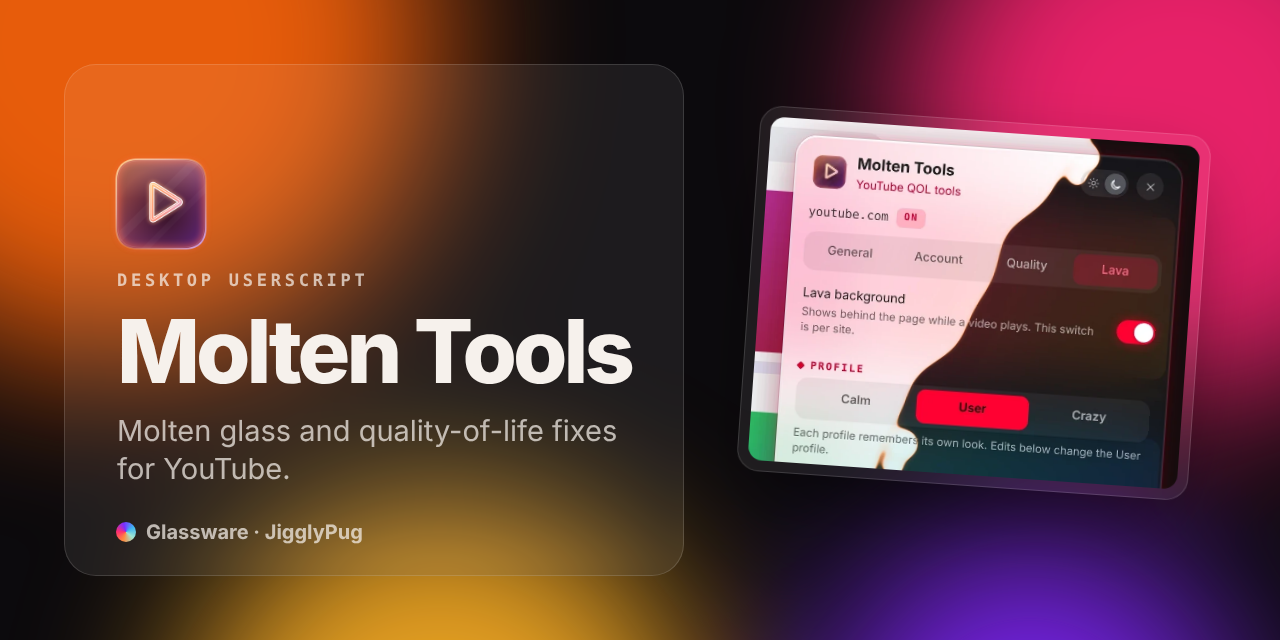 DESKTOP USERSCRIPT
Molten Tools
Molten glass and quality-of-life fixes
for YouTube.
Glassware · JigglyPug
Molten Tools
YouTube QOL tools
youtube.com ON
General Account Quality Lava
Lava background
Shows behind the page while a video plays. This switch
is per site.
PROFILE
Calm User Crazy
Each profile remembers its own look. Edits below change the User
profile.